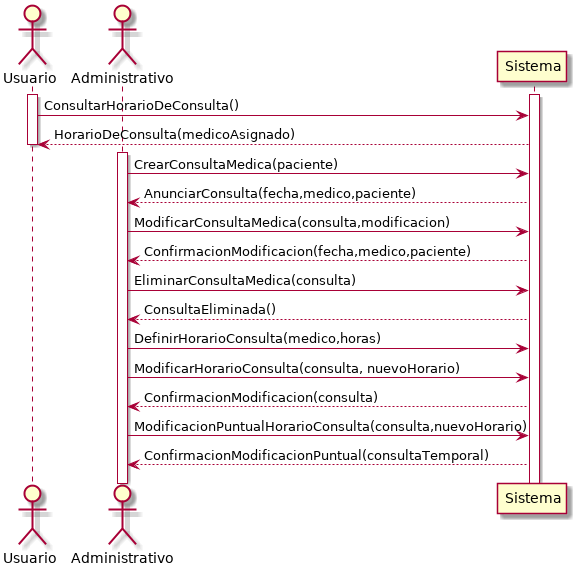 Usuario
Administrativo
Sistema
ConsultarHorarioDeConsulta()
HorarioDeConsulta(medicoAsignado)
CrearConsultaMedica(paciente)
AnunciarConsulta(fecha,medico,paciente)
ModificarConsultaMedica(consulta,modificacion)
ConfirmacionModificacion(fecha,medico,paciente)
EliminarConsultaMedica(consulta)
ConsultaEliminada()
DefinirHorarioConsulta(medico,horas)
ModificarHorarioConsulta(consulta, nuevoHorario)
ConfirmacionModificacion(consulta)
ModificacionPuntualHorarioConsulta(consulta,nuevoHorario)
ConfirmacionModificacionPuntual(consultaTemporal)
Usuario
Administrativo
Sistema